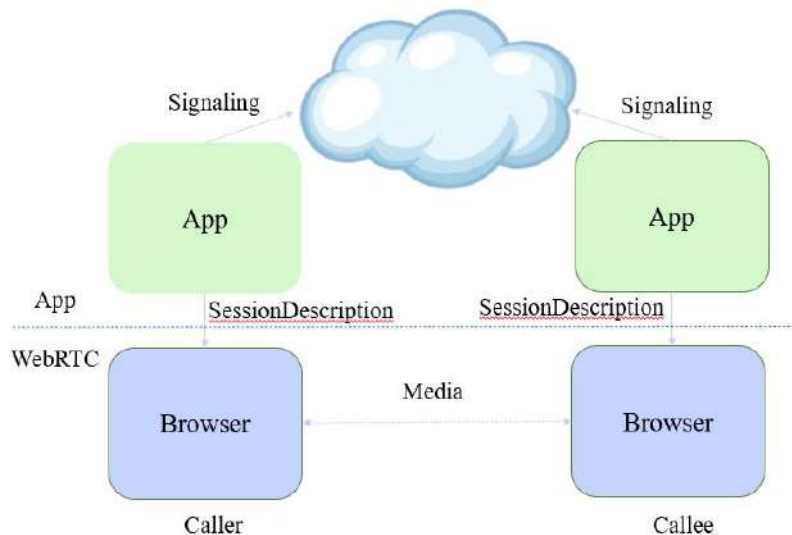 Signaling
Signaling
App
App
App
SessionDescription
SessionDescription
WebRTC
Media
Browser
Browser
Caller
Callee